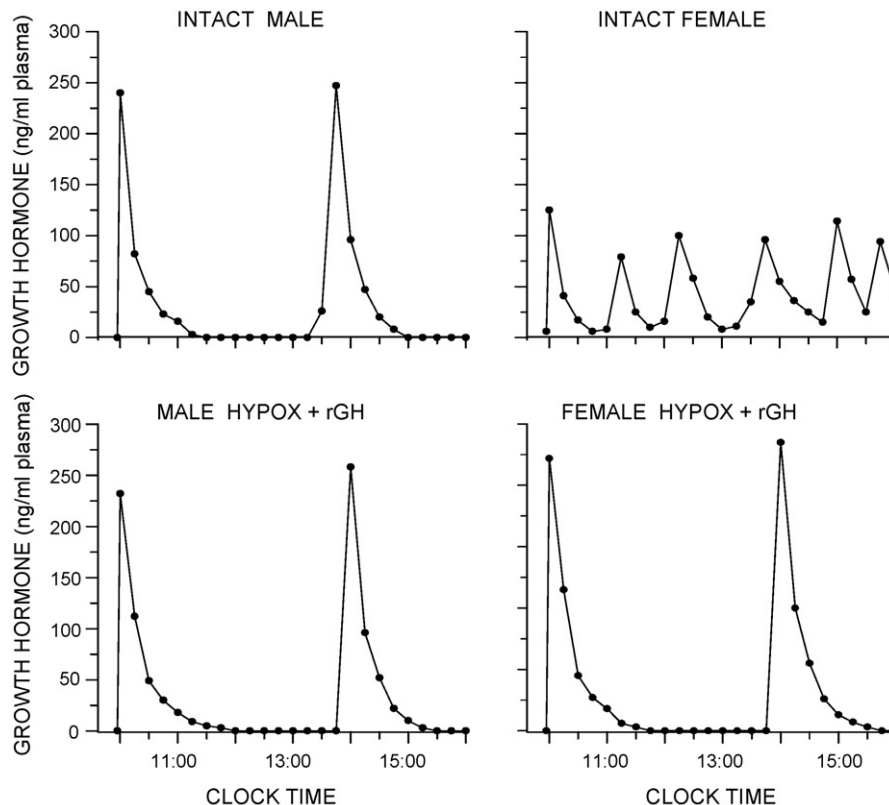 INTACT MALE
INTACT FEMALE
GROWTH HORMONE (ng/ml plasma)
300
250
200
150
100
50
0
MALE HYPOX + rGH
FEMALE HYPOX + rGH
GROWTH HORMONE (ng/ml plasma)
300
250
200
150
100
50
0
11:00 13:00 15:00
11:00 13:00 15:00
CLOCK TIME
CLOCK TIME